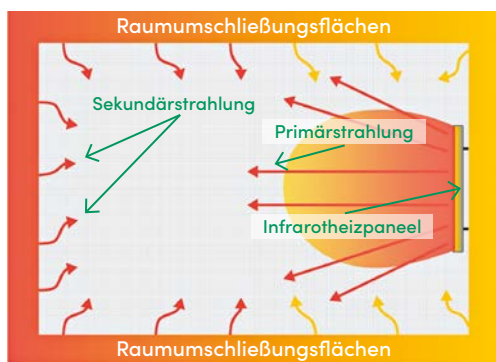 Raumumschließungsflächen
Sekundärstrahlung
Primärstrahlung
Infrarotheizpaneel
Raumumschließungsflächen